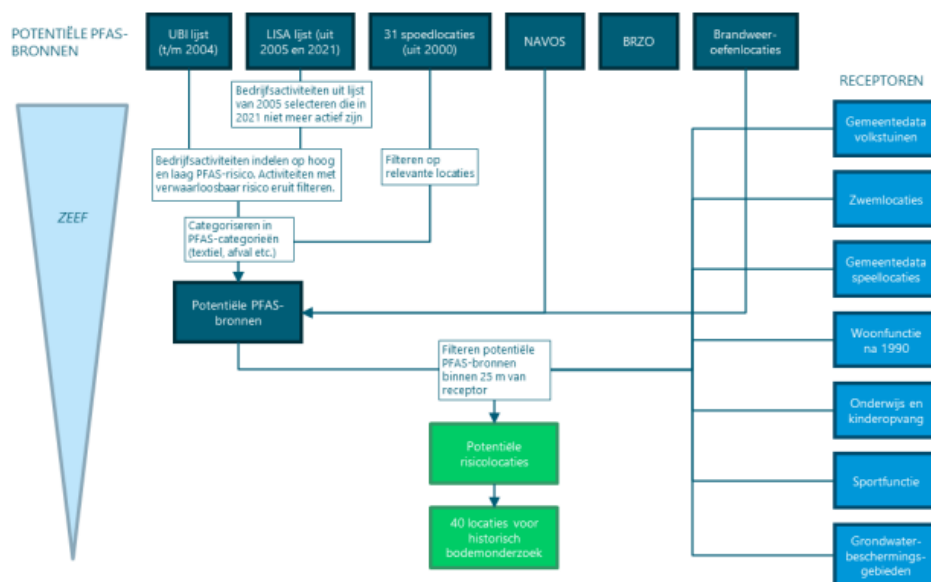 POTENTIËLE PFAS-
BRONNEN
UBI lijst
(t/m 2004)
LISA lijst (uit
2005 en 2021)
31 spoedlocaties
(uit 2000)
NAVOS
BRZO
Brandweer-
oefenlocaties
Bedrijfsactiviteiten uit lijst
van 2005 selecteren die in
2021 niet meer actief zijn
Bedrijfsactiviteiten indelen op hoog
en laag PFAS-risico. Activiteiten met
verwaarloosbaar risico eruit filteren.
Filteren op
relevante locaties
ZEEF
Categoriseren in
PFAS-categorieën
(textiel, afval etc.)
Potentiële PFAS-
bronnen
Filteren potentiële
PFAS-bronnen
binnen 25 m van
receptor
Potentiële
risicolocaties
40 locaties voor
historisch
bodemonderzoek
RECEPTOREN
Gemeentedata
volkstuinen
Zwemlocaties
Gemeentedata
speellocaties
Woonfunctie
na 1990
Onderwijs en
kinderopvang
Sportfunctie
Grondwater-
beschermings-
gebieden